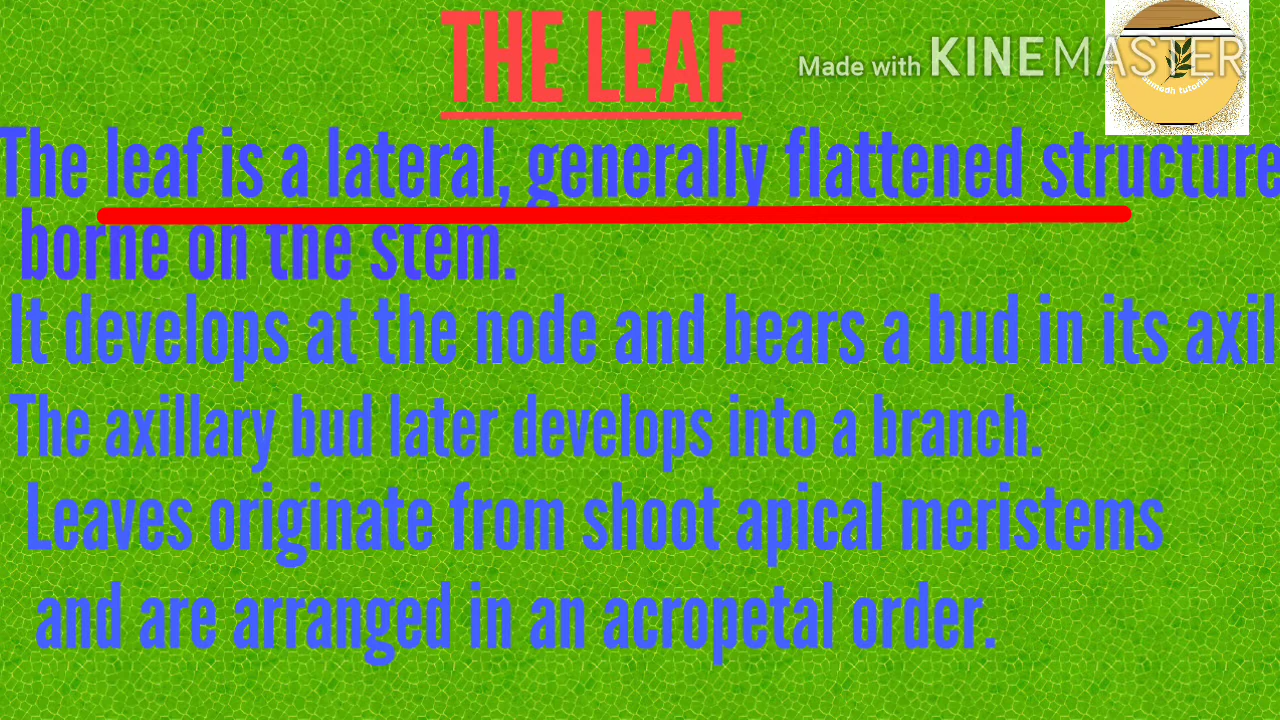 THE LEAF
Made with KINEMASTER
The leaf is a lateral, generally flattened structure
borne on the stem.
It develops at the node and bears a bud in its axil
The axillary bud later develops into a branch.
Leaves originate from shoot apical meristems
and are arranged in an acropetal order.